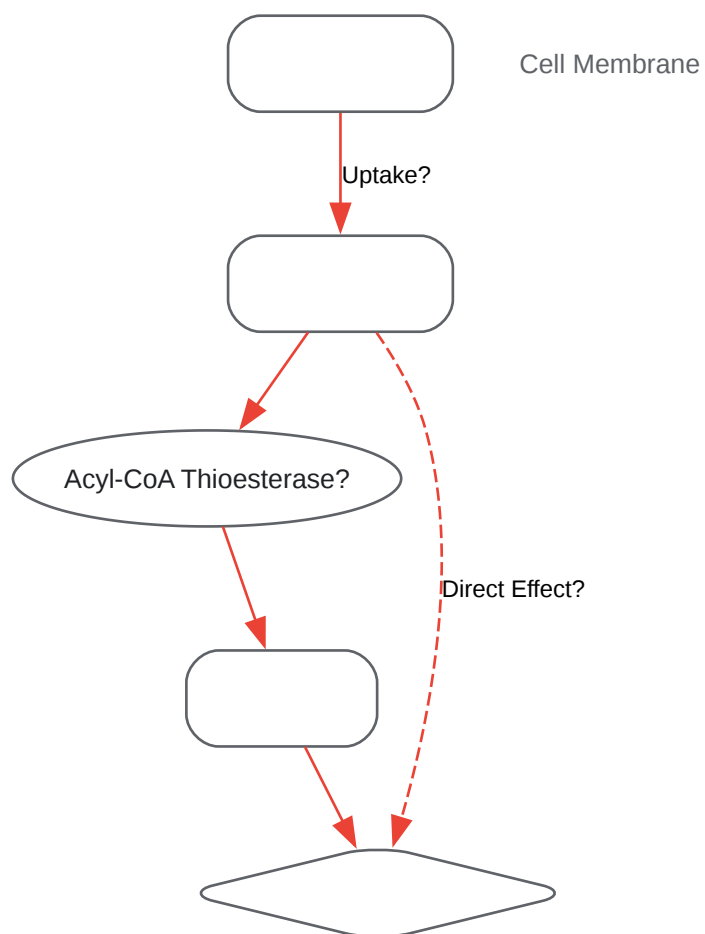 Cell Membrane
Uptake?
Acyl-CoA Thioesterase?
Direct Effect?